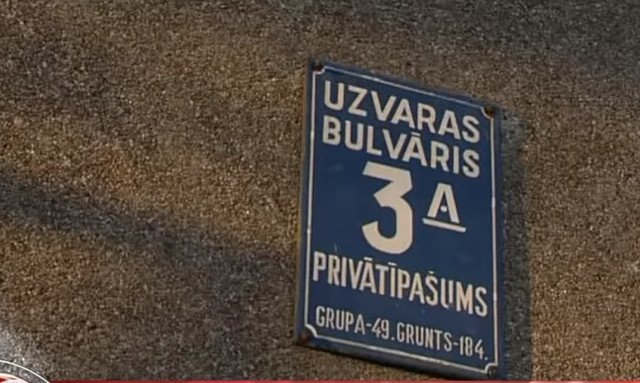 UZVARAS
BULVĀRIS
3A
PRIVĀTĪPAŠUMS
GRUPA-49.GRUNTS-184.